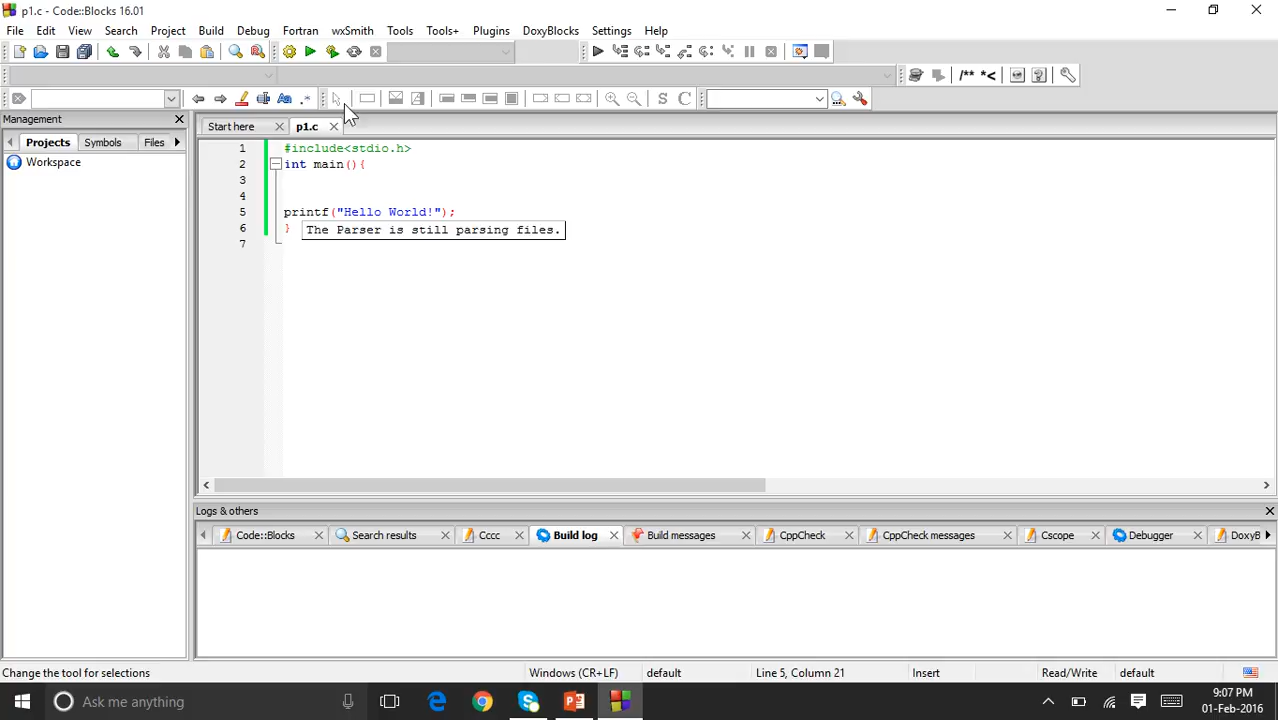 p1.c - Code::Blocks 16.01
File Edit View Search Project Build Debug Fortran wxSmith Tools Tools+ Plugins DoxyBlocks Settings Help
/** *<
Aa .*
S C
Management
Projects Symbols Files
Workspace
Start here p1.c
1 #include<stdio.h>
2 int main(){
3
4
5 printf("Hello World!");
6 }
The Parser is still parsing files.
7
Logs & others
Code::Blocks Search results Cccc Build log Build messages CppCheck CppCheck messages Cscope Debugger DoxyB
Change the tool for selections Windows (CR+LF) default Line 5, Column 21 Insert Read/Write default
Ask me anything
9:07 PM
01-Feb-2016